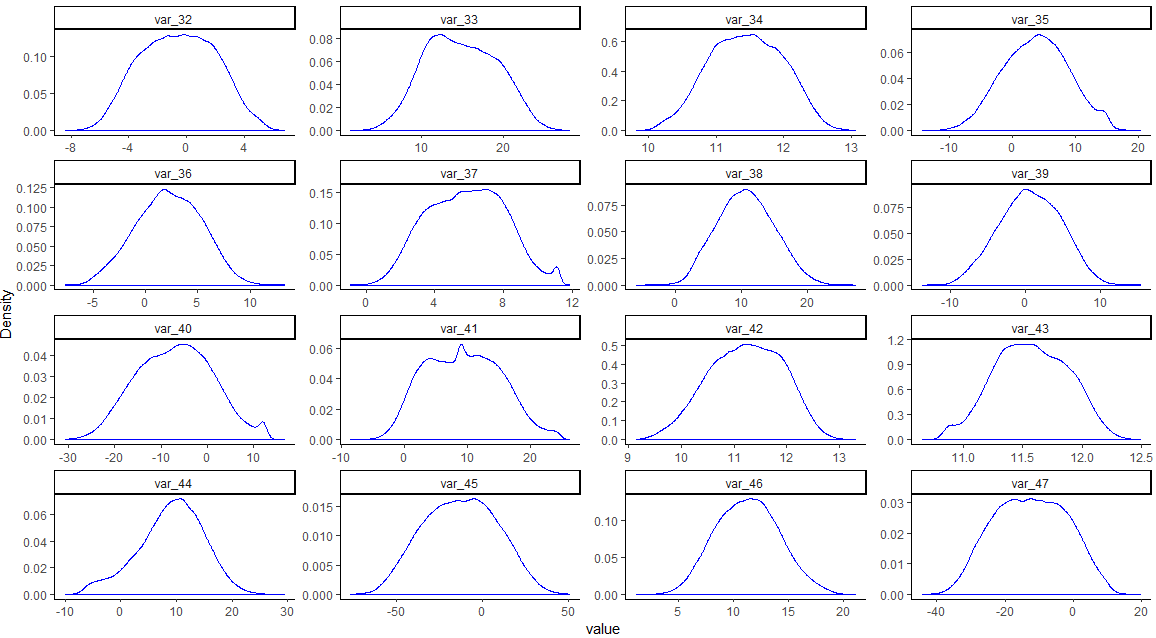 var_32 var_33 var_34 var_35
0.10 0.05 0.00
-8 -4 0 4
0.08 0.06 0.04 0.02 0.00
10 20
0.6 0.4 0.2 0.0
10 11 12 13
0.06 0.04 0.02 0.00
-10 0 10 20
var_36 var_37 var_38 var_39
0.125 0.100 0.075 0.050 0.025 0.000
-5 0 5 10
0.15 0.10 0.05 0.00
0 4 8 12
0.075 0.050 0.025 0.000
0 10 20
0.075 0.050 0.025 0.000
-10 0 10
Density
var_40 var_41 var_42 var_43
0.04 0.03 0.02 0.01 0.00
-30 -20 -10 0 10
0.06 0.04 0.02 0.00
-10 0 10 20
0.5 0.4 0.3 0.2 0.1 0.0
9 10 11 12 13
1.2 0.9 0.6 0.3 0.0
11.0 11.5 12.0 12.5
var_44 var_45 var_46 var_47
0.06 0.04 0.02 0.00
-10 0 10 20 30
0.015 0.010 0.005 0.000
-50 0 50
0.10 0.05 0.00
5 10 15 20
0.03 0.02 0.01 0.00
-40 -20 0 20
value